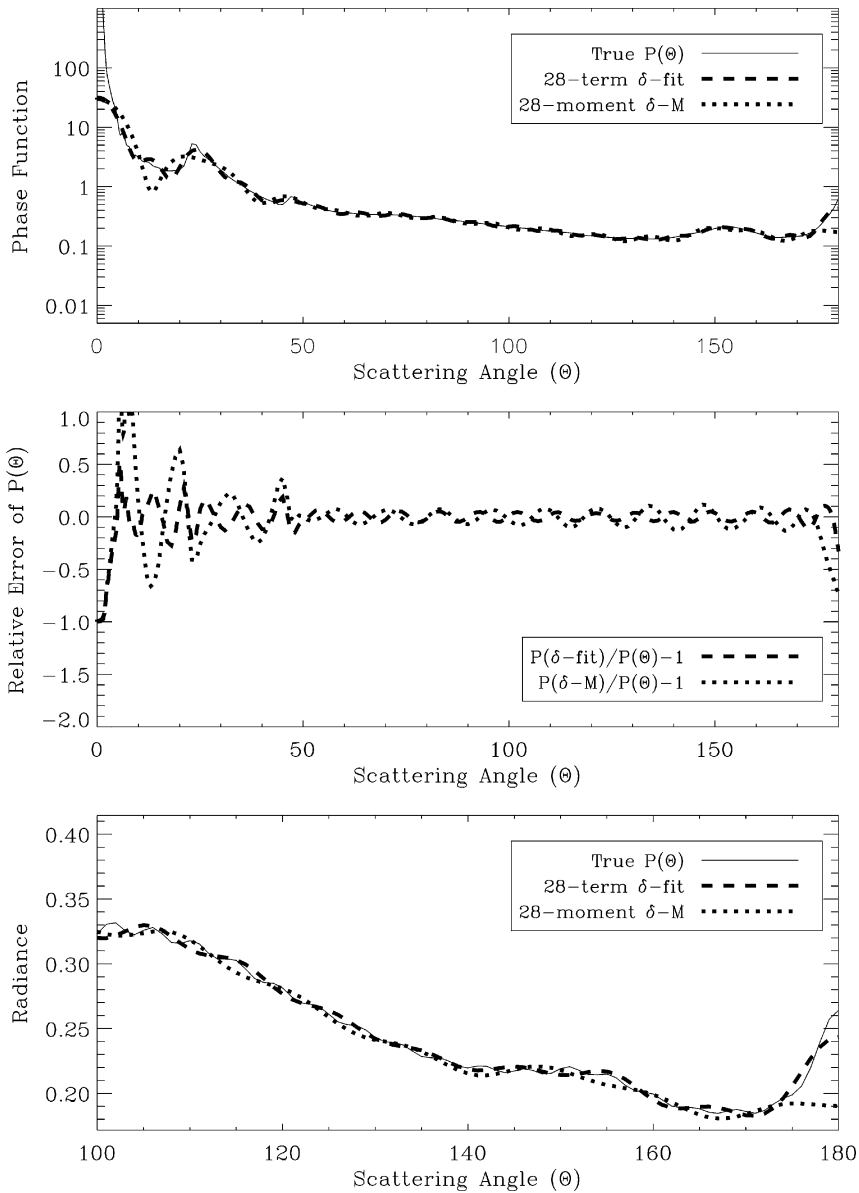 True P(Θ)
28-term δ-fit
28-moment δ-M
100
10
1
0.1
0.01
Phase Function
0
50
100
150
Scattering Angle (Θ)
1.0
0.5
0.0
-0.5
-1.0
-1.5
-2.0
Relative Error of P(Θ)
P(δ-fit)/P(Θ)-1
P(δ-M)/P(Θ)-1
0
50
100
150
Scattering Angle (Θ)
0.40
0.35
0.30
0.25
0.20
Radiance
True P(Θ)
28-term δ-fit
28-moment δ-M
100
120
140
160
180
Scattering Angle (Θ)